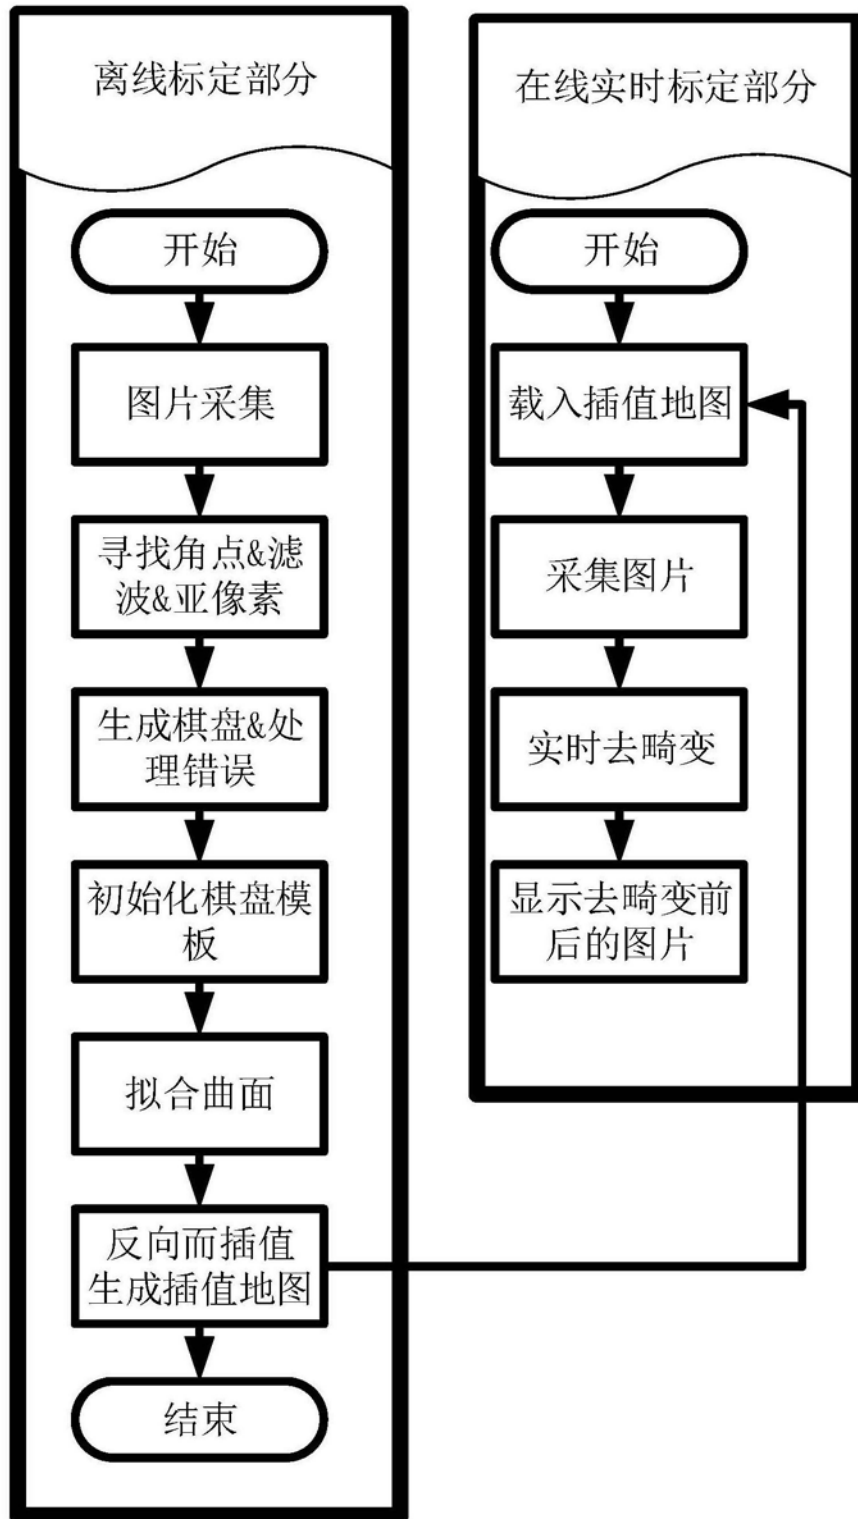 离线标定部分
开始
图片采集
寻找角点&滤
波&亚像素
生成棋盘&处
理错误
初始化棋盘模
板
拟合曲面
反向而插值
生成插值地图
结束
在线实时标定部分
开始
载入插值地图
采集图片
实时去畸变
显示去畸变前
后的图片